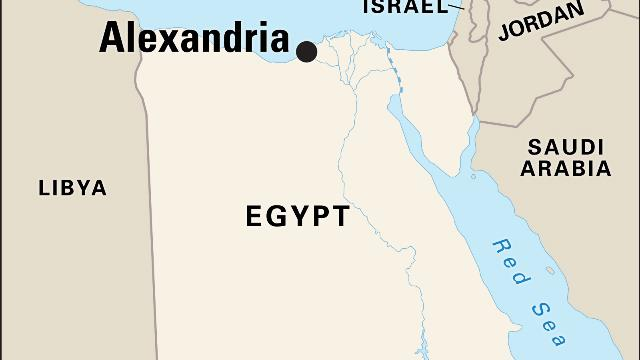 ISRAEL
JORDAN
Alexandria
SAUDI
ARABIA
LIBYA
EGYPT
Red Sea